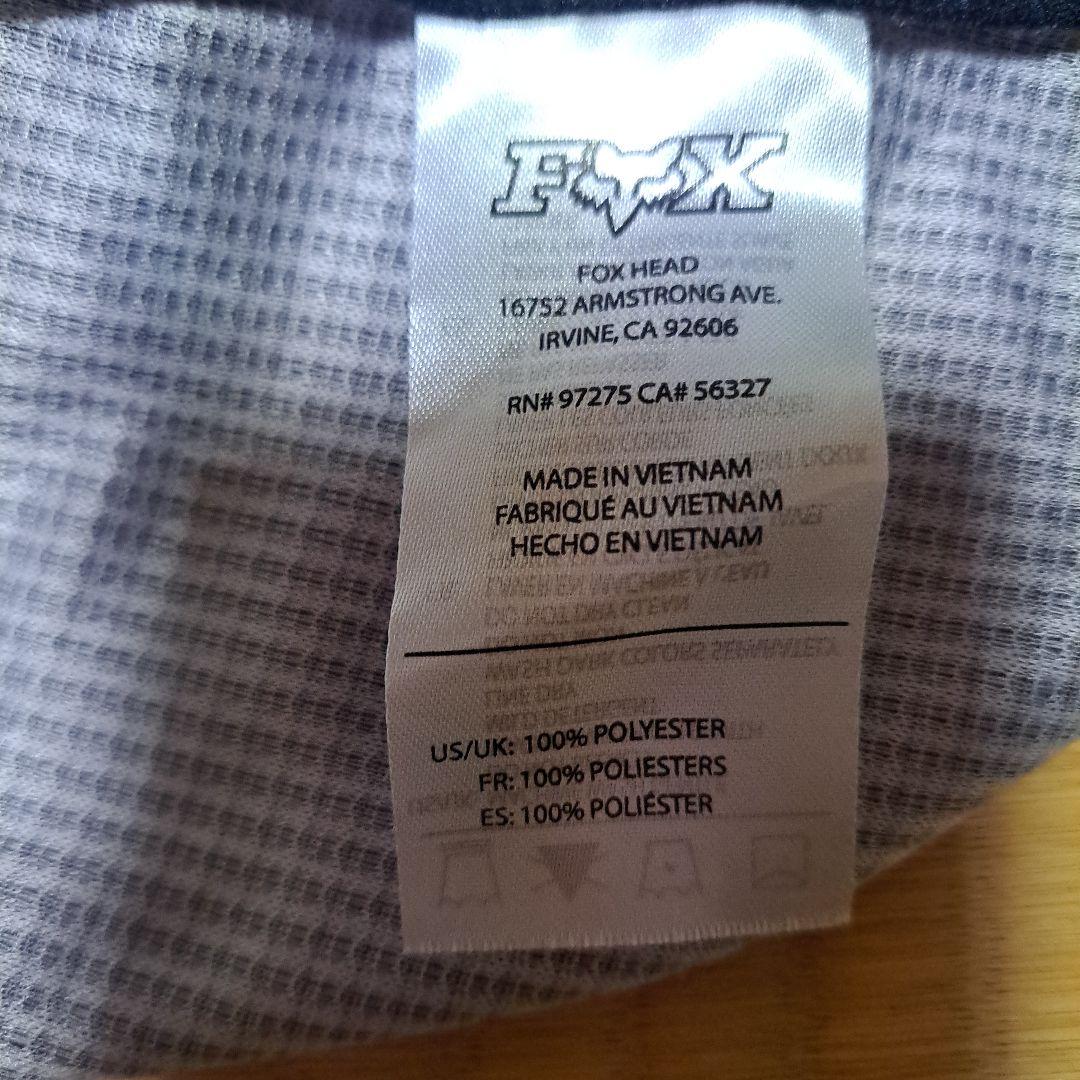 FOX
FOX HEAD
16752 ARMSTRONG AVE.
IRVINE, CA 92606
RN# 97275 CA# 56327
MADE IN VIETNAM
FABRIQUÉ AU VIETNAM
HECHO EN VIETNAM
US/UK: 100% POLYESTER
FR: 100% POLIESTERS
ES: 100% POLIÉSTER